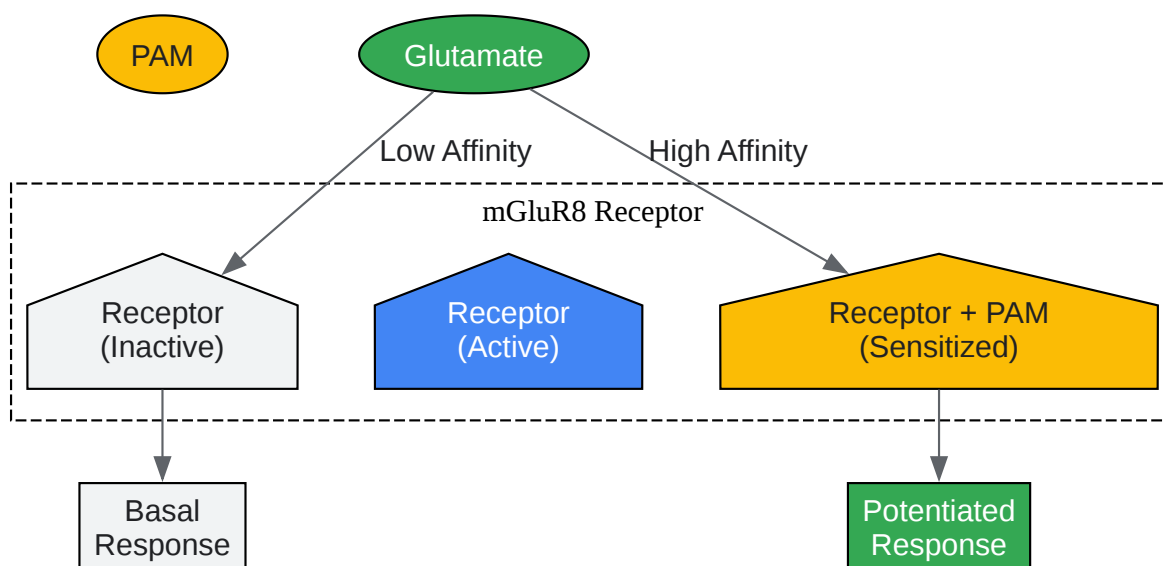 PAM
Glutamate
Low Affinity
High Affinity
mGluR8 Receptor
Receptor
(Inactive)
Receptor
(Active)
Receptor + PAM
(Sensitized)
Basal
Response
Potentiated
Response